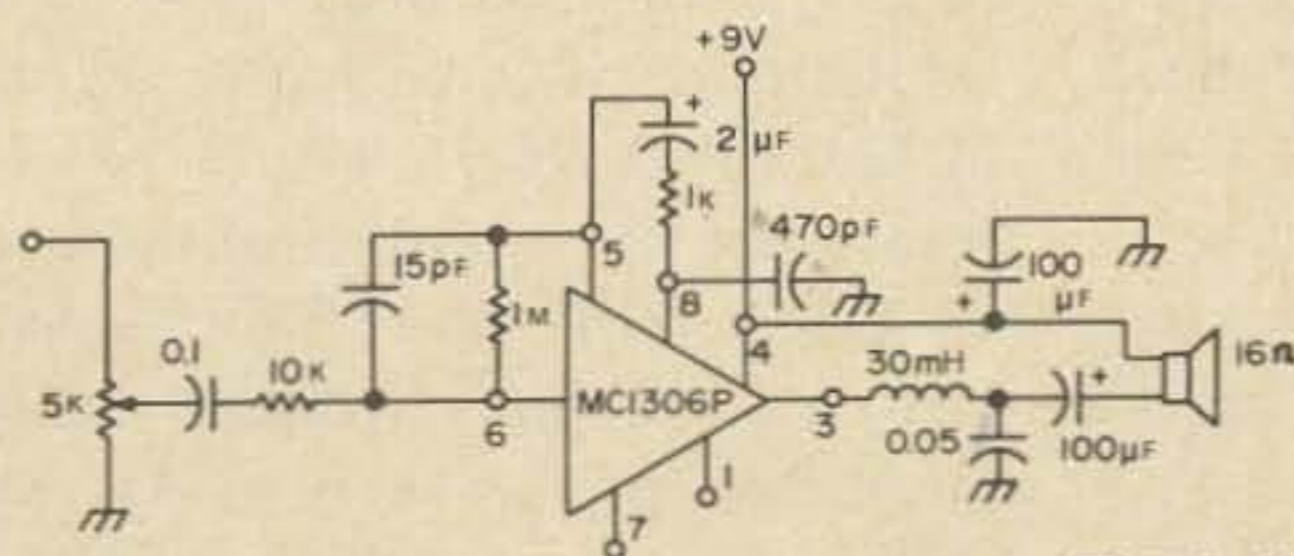 +9V
+
2 μF
1K
470pF
5
15pF
100
μF
+
8
1M
4
30mH
16Ω
0.1
10K
5K
MC1306P
+
6
3
0.05
100μF
1
7